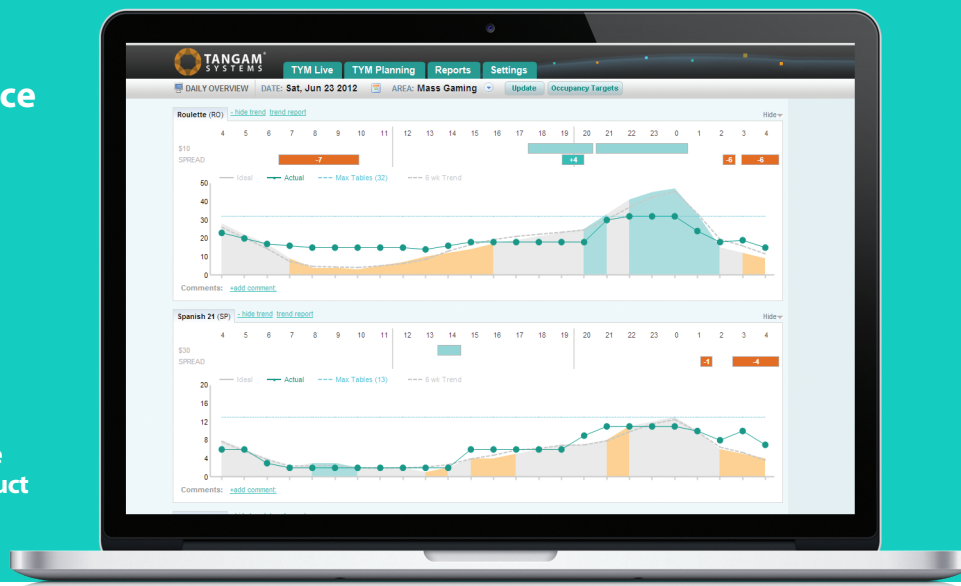 ce
e
uct
TANGAM
SYSTEMS
TYM Live TYM Planning Reports Settings
DAILY OVERVIEW DATE: Sat, Jun 23 2012 AREA: Mass Gaming Update Occupancy Targets
Roulette (RO) - hide trend trend report Hide
4 5 6 7 8 9 10 11 12 13 14 15 16 17 18 19 20 21 22 23 0 1 2 3 4
$10
SPREAD -7 +4 -6 -6
Ideal Actual Max Tables (32) 6 wk Trend
50
40
30
20
10
0
Comments: +add comment
Spanish 21 (SP) - hide trend trend report Hide
4 5 6 7 8 9 10 11 12 13 14 15 16 17 18 19 20 21 22 23 0 1 2 3 4
$30
SPREAD -1 -4
Ideal Actual Max Tables (13) 6 wk Trend
20
16
12
8
4
0
Comments: +add comment